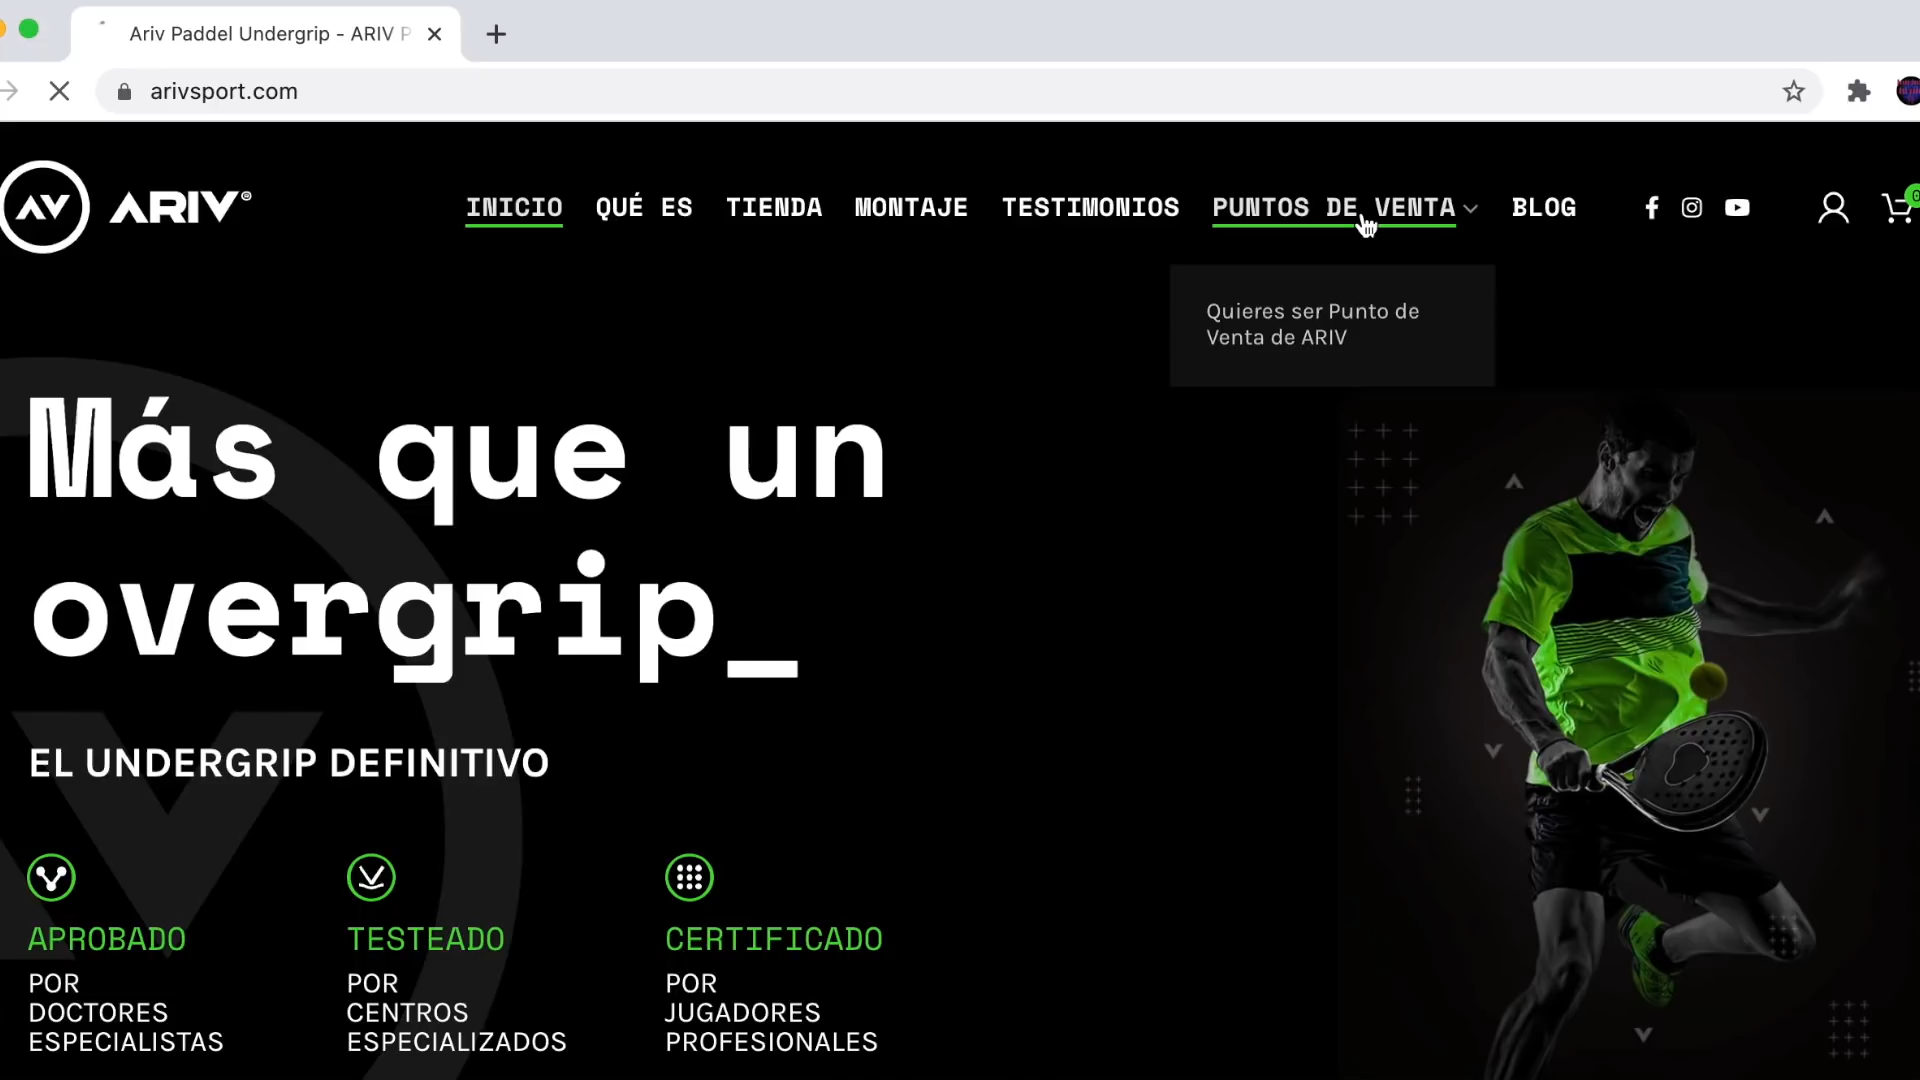 Ariv Paddel Undergrip - ARIV P
arivsport.com
AV ARIV®
INICIO QUÉ ES TIENDA MONTAJE TESTIMONIOS PUNTOS DE VENTA BLOG
0
Quieres ser Punto de
Venta de ARIV
Más que un
overgrip_
EL UNDERGRIP DEFINITIVO
APROBADO
POR
DOCTORES
ESPECIALISTAS
TESTEADO
POR
CENTROS
ESPECIALIZADOS
CERTIFICADO
POR
JUGADORES
PROFESIONALES